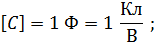 [C] = 1 Ф = 1 Кл/В ;